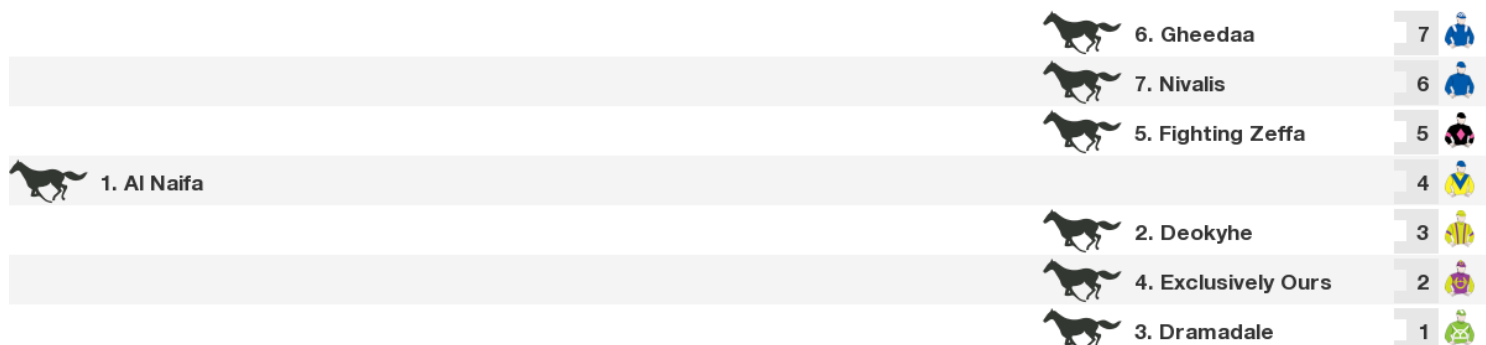 6. Gheedaa 7
7. Nivalis 6
5. Fighting Zeffa 5
1. Al Naifa 4
2. Deokyhe 3
4. Exclusively Ours 2
3. Dramadale 1